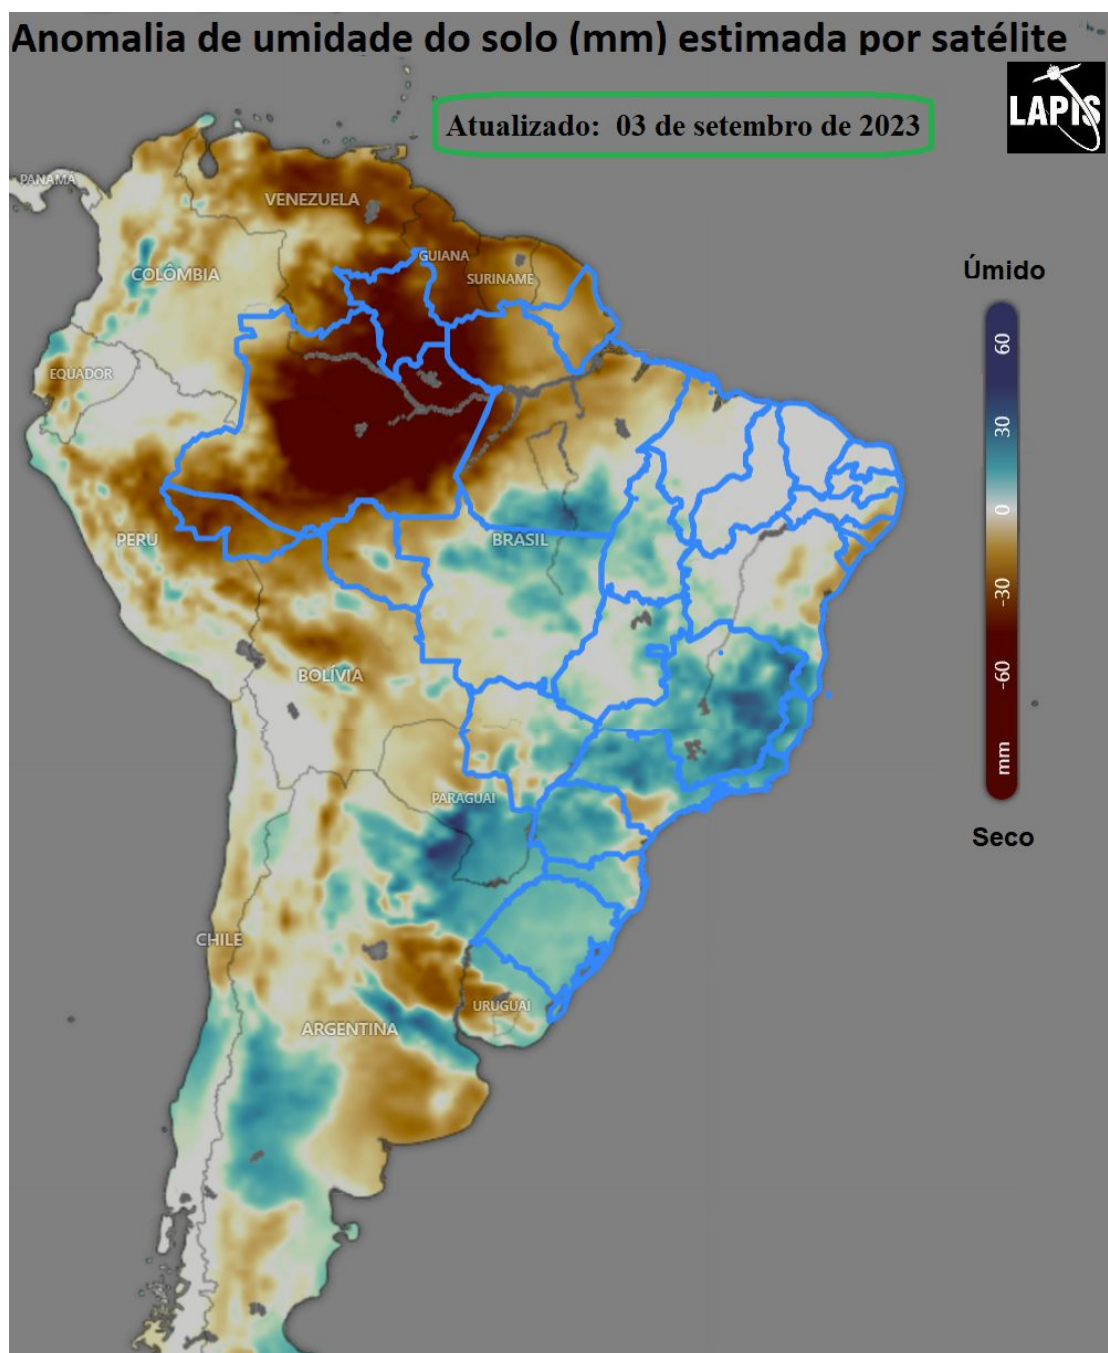 Anomalia de umidade do solo (mm) estimada por satélite
LAPIS
Atualizado: 03 de setembro de 2023
PANAMÁ
VENEZUELA
GUIANA
SURINAME
COLÔMBIA
EQUADOR
PERU
BRASIL
BOLÍVIA
PARAGUAI
CHILE
URUGUAI
ARGENTINA
Úmido
60
30
0
-30
-60
mm
Seco